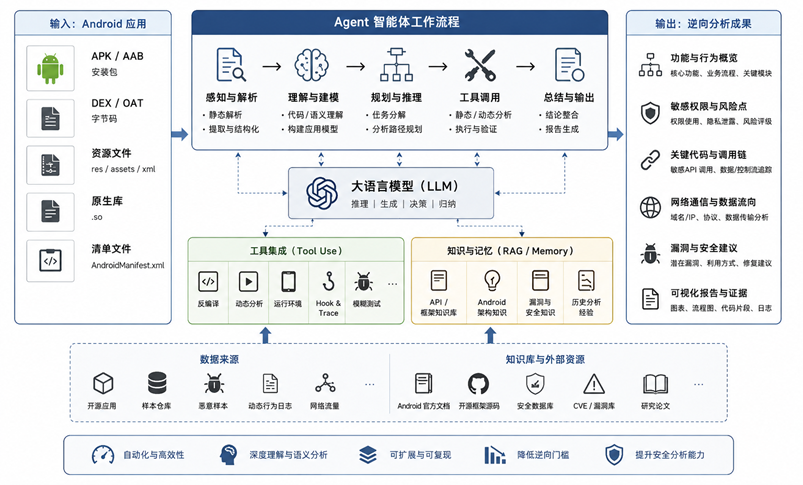 输入：Android 应用
APK / AAB
安装包
DEX / OAT
字节码
资源文件
res / assets / xml
原生库
.so
清单文件
AndroidManifest.xml
Agent 智能体工作流程
感知与解析
• 静态解析
• 提取与结构化
理解与建模
• 代码 / 语义理解
• 构建应用模型
规划与推理
• 任务分解
• 分析路径规划
工具调用
• 静态 / 动态分析
• 执行与验证
总结与输出
• 结论整合
• 报告生成
大语言模型（LLM）
推理 | 生成 | 决策 | 归纳
工具集成（Tool Use）
反编译
动态分析
运行环境
Hook &
Trace
模糊测试
...
知识与记忆（RAG / Memory）
API /
框架知识库
Android
架构知识
漏洞与
安全知识
历史分析
经验
输出：逆向分析成果
功能与行为概览
核心功能、业务流程、关键模块
敏感权限与风险点
权限使用、隐私泄露、风险评级
关键代码与调用链
敏感API 调用、数据/控制流追踪
网络通信与数据流向
域名/IP、协议、数据传输分析
漏洞与安全建议
潜在漏洞、利用方式、修复建议
可视化报告与证据
图表、流程图、代码片段、日志
数据来源
开源应用
样本仓库
恶意样本
动态行为日志
网络流量
...
知识库与外部资源
Android 官方文档
开源框架源码
安全数据库
CVE / 漏洞库
研究论文
...
自动化与高效性
深度理解与语义分析
可扩展与可复现
降低逆向门槛
提升安全分析能力